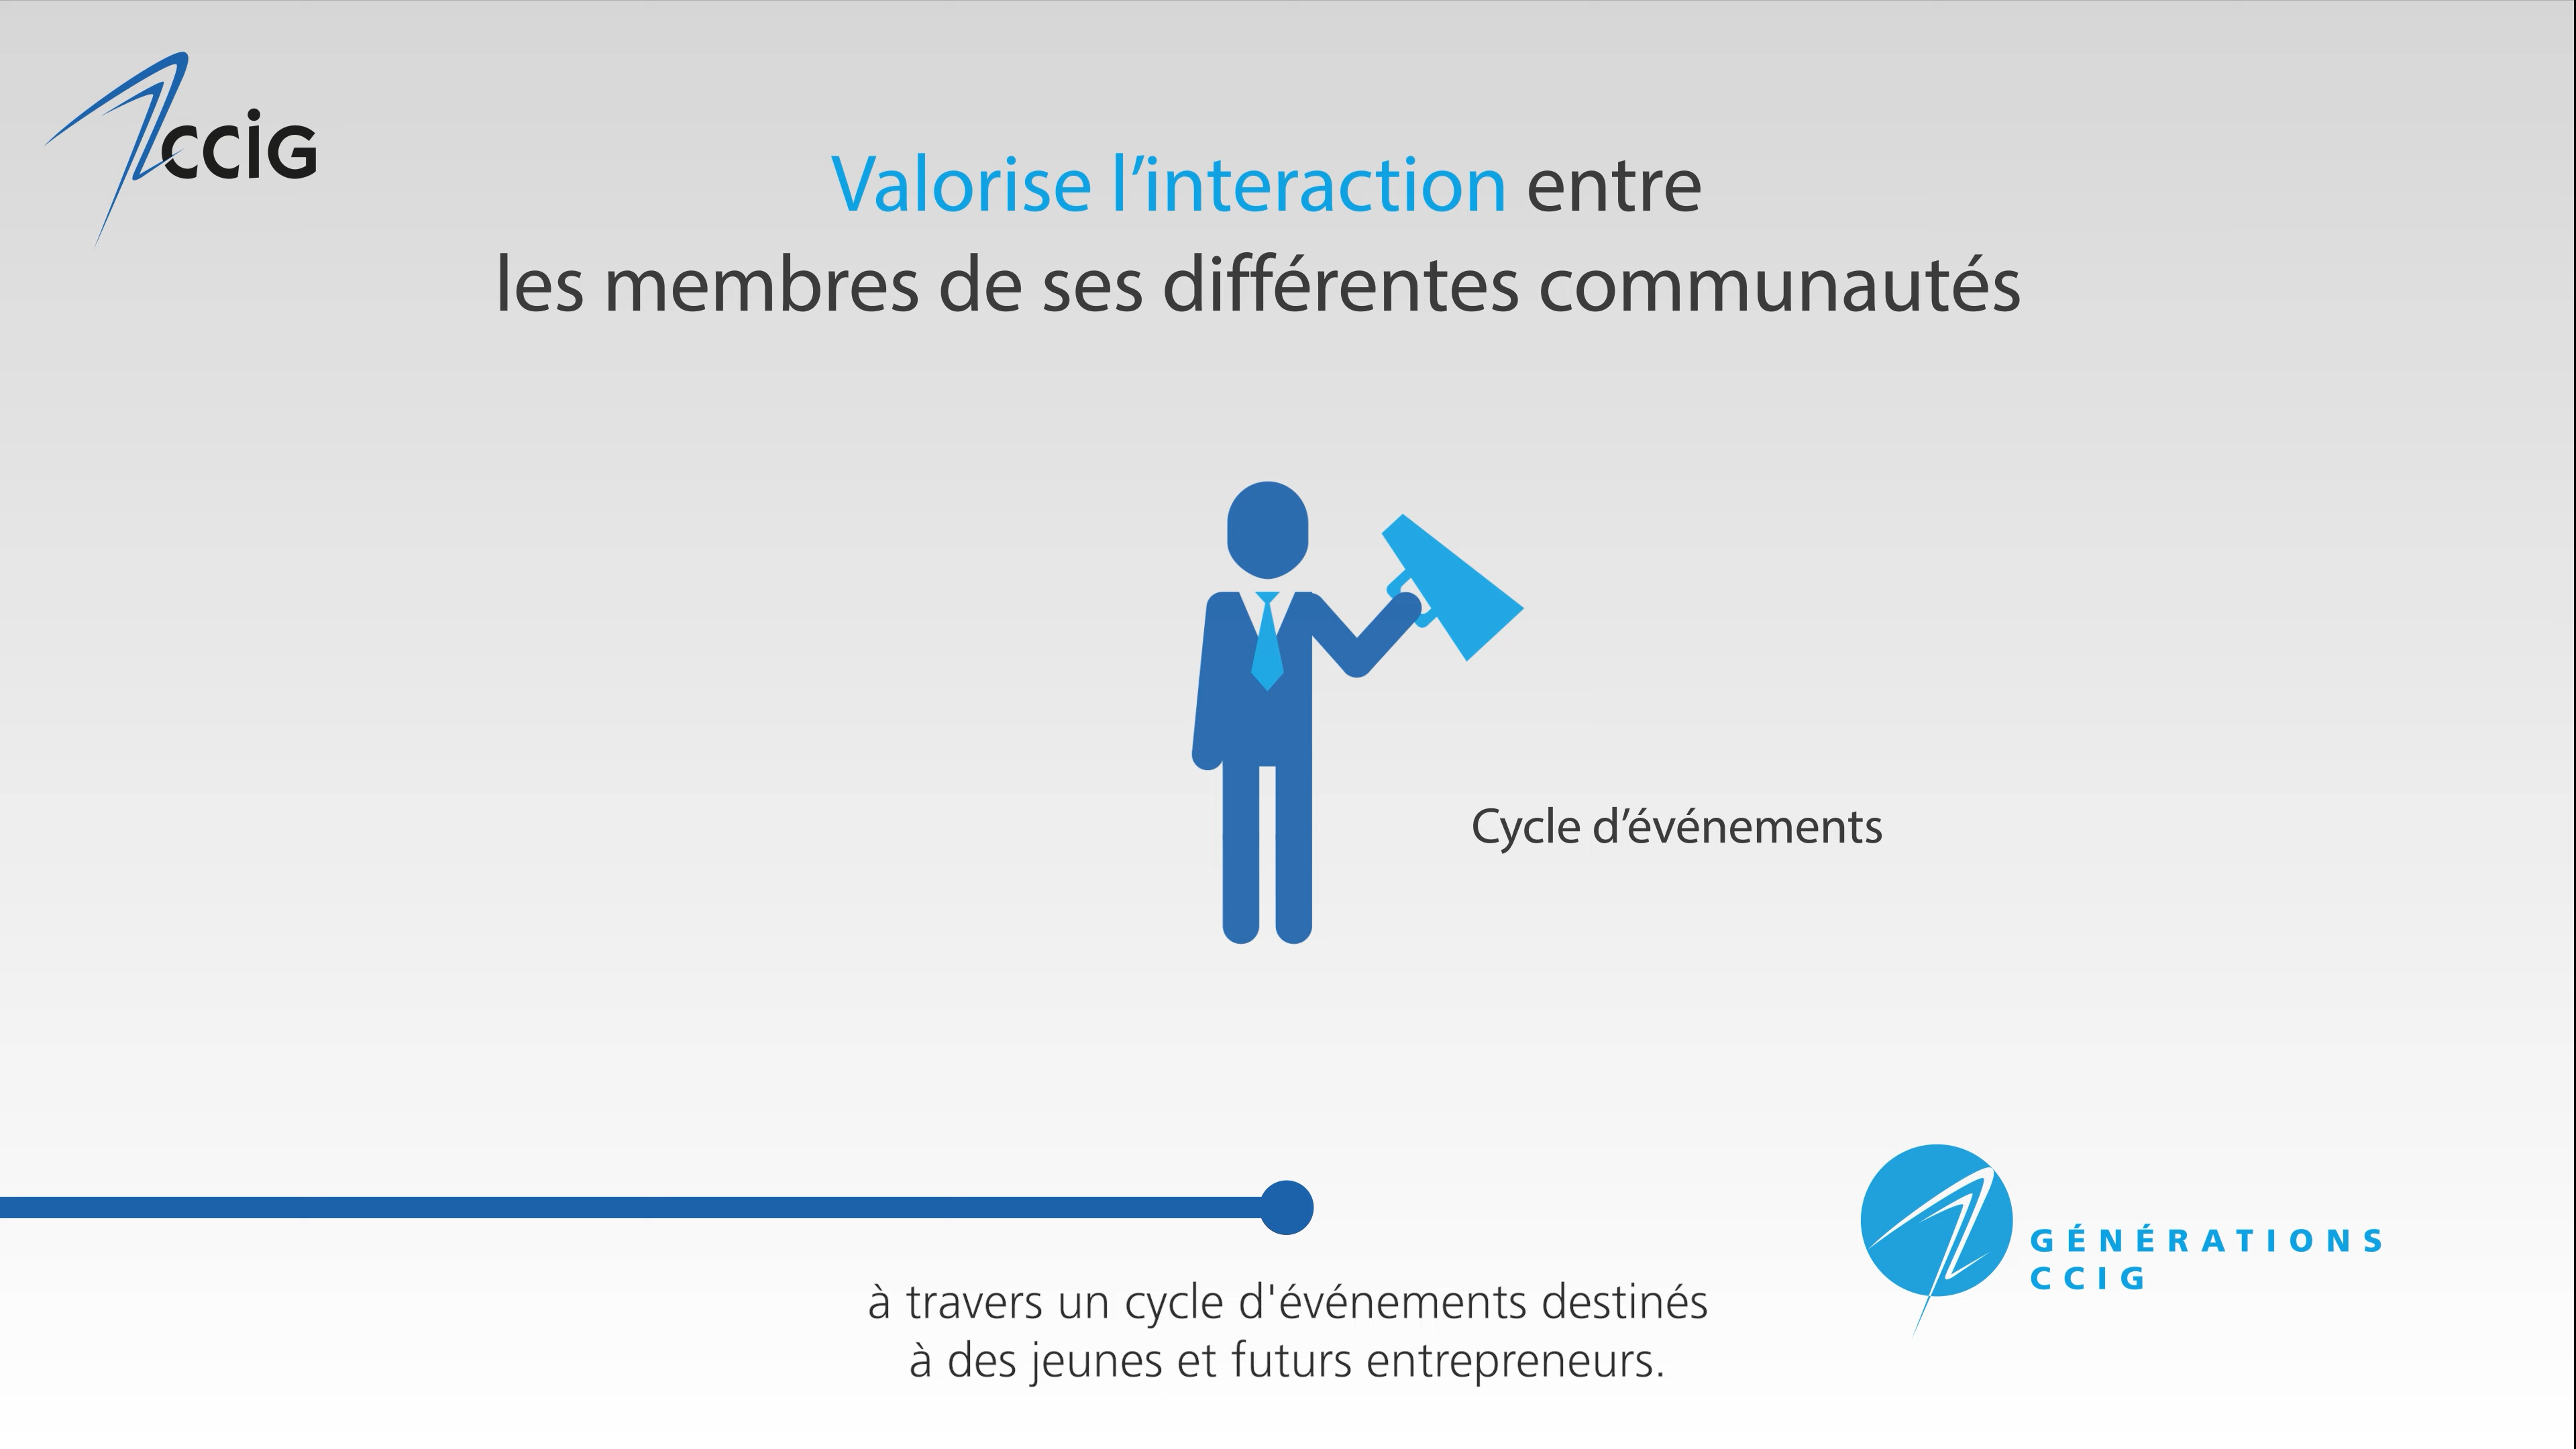 ccig
Valorise l’interaction entre
les membres de ses différentes communautés
Cycle d’événements
GÉNÉRATIONS
CCIG
à travers un cycle d'événements destinés
à des jeunes et futurs entrepreneurs.